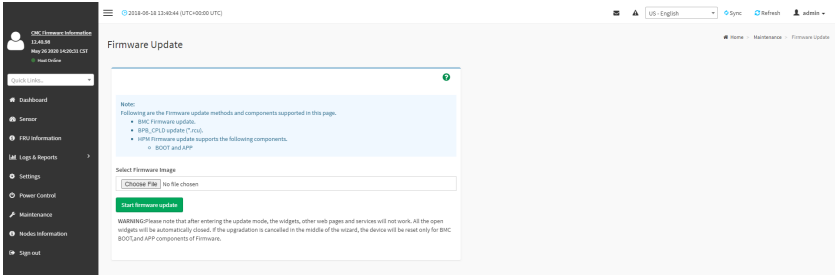 CMC Firmware Information
13.40.58
May 26 2020 14:20:31 CST
Host Online
Quick Links...
Dashboard
Sensor
FRU Information
Logs & Reports
Settings
Power Control
Maintenance
Nodes Information
Sign out
2018-06-18 13:40:44 (UTC+00:00 UTC)
US - English
Sync
Refresh
admin
Firmware Update
Home > Maintenance > Firmware Update
Note:
Following are the Firmware update methods and components supported in this page.
BMC Firmware update.
BPB_CPLD update (*.rcu).
HPM Firmware update supports the following components.
BOOT and APP
Select Firmware Image
Choose File No file chosen
Start firmware update
WARNING:Please note that after entering the update mode, the widgets, other web pages and services will not work. All the open
widgets will be automatically closed. If the upgradation is cancelled in the middle of the wizard, the device will be reset only for BMC
BOOT,and APP components of Firmware.